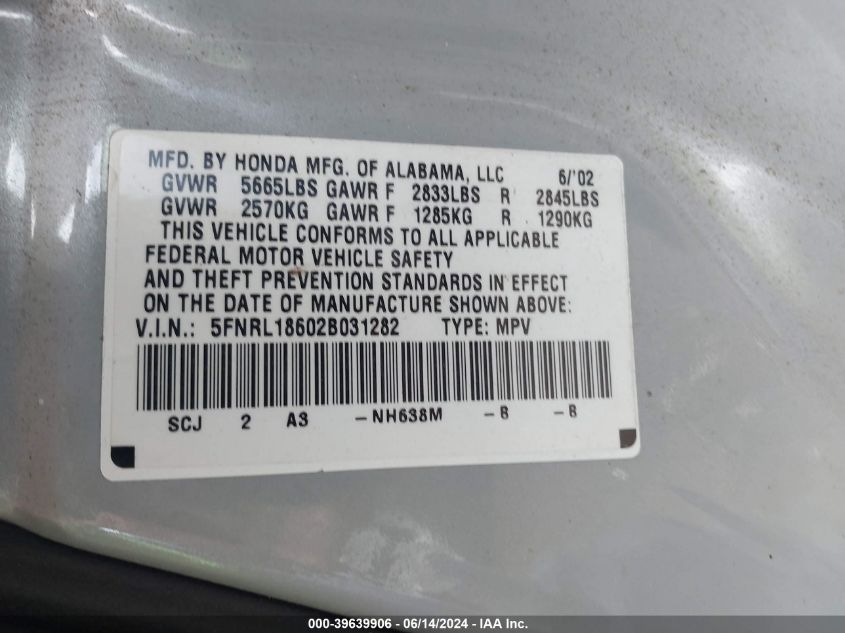 MFD. BY HONDA MFG. OF ALABAMA, LLC 6/'02
GVWR 5665LBS GAWR F 2833LBS R 2845LBS
GVWR 2570KG GAWR F 1285KG R 1290KG
THIS VEHICLE CONFORMS TO ALL APPLICABLE
FEDERAL MOTOR VEHICLE SAFETY
AND THEFT PREVENTION STANDARDS IN EFFECT
ON THE DATE OF MANUFACTURE SHOWN ABOVE:
V.I.N.: 5FNRL18602B031282 TYPE: MPV
SCJ 2 A3 -NH638M -B -B
000-39639906 - 06/14/2024 - IAA Inc.